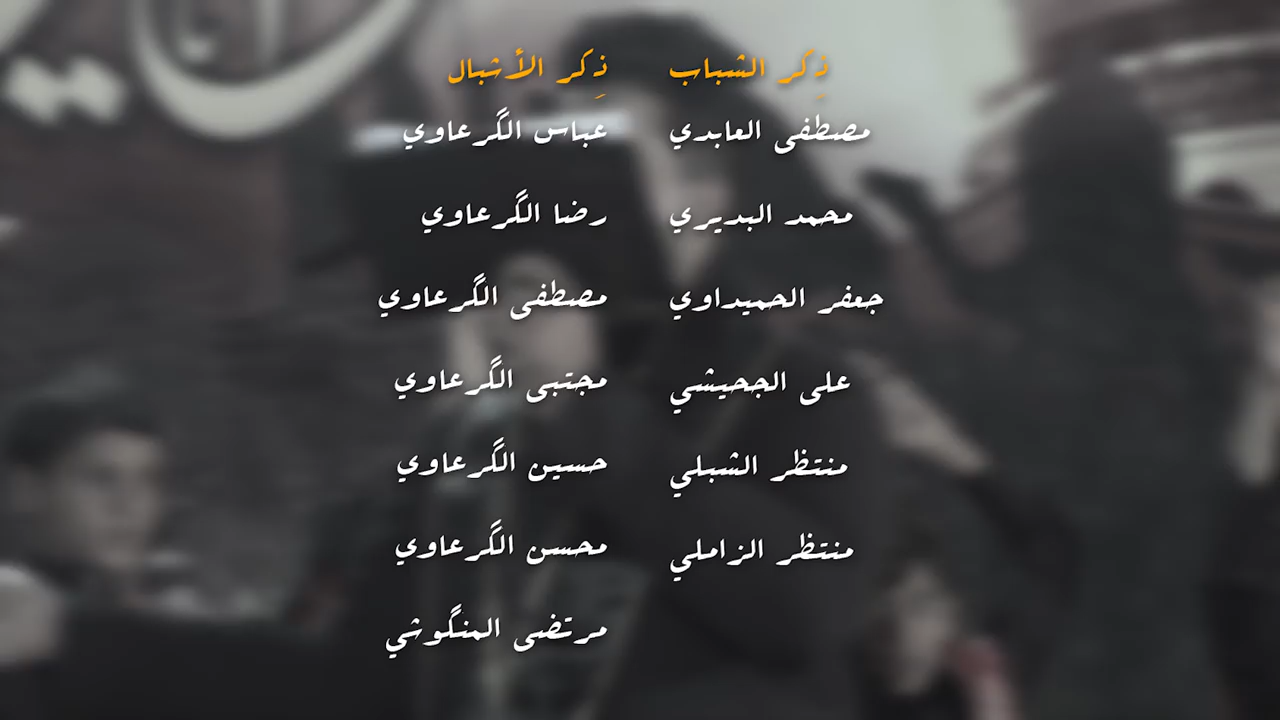 ذِكر الشباب
مصطفى العابدي
محمد البديري
جعفر الحميداوي
على الجحيشي
منتظر الشبلي
منتظر الزاملي
ذِكر الأشبال
عباس الگرعاوي
رضا الگرعاوي
مصطفى الگرعاوي
مجتبى الگرعاوي
حسين الگرعاوي
محسن الگرعاوي
مرتضى المنگوشي